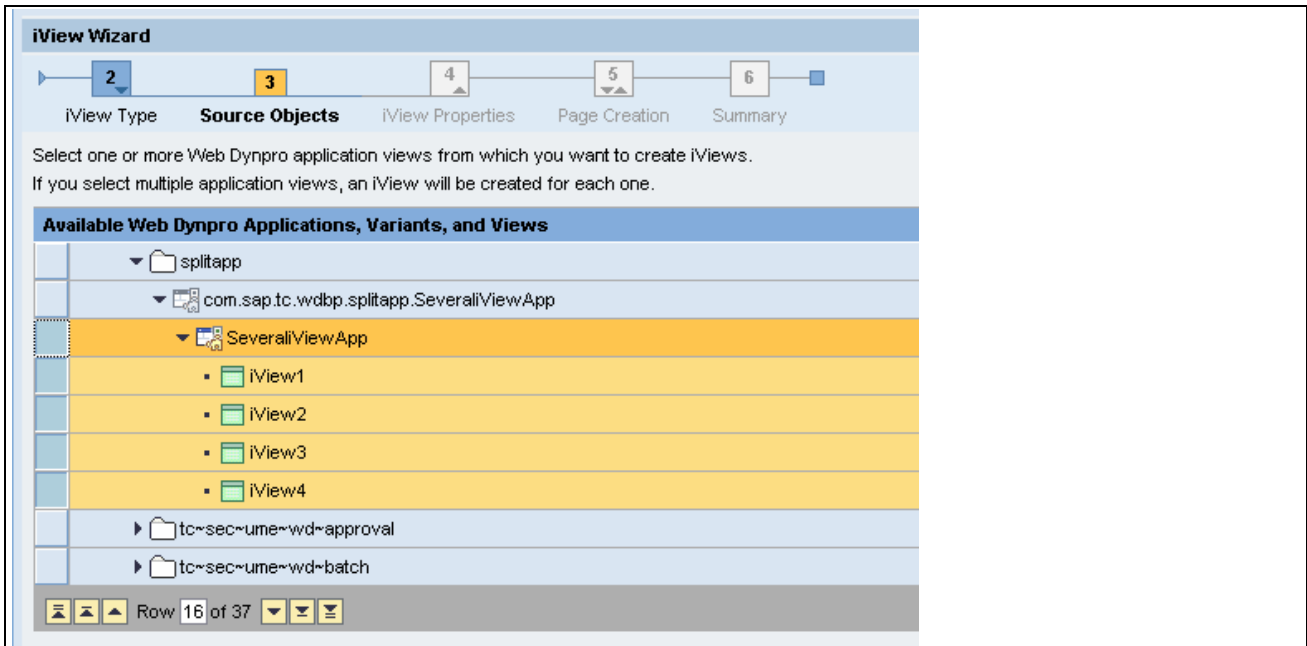 iView Wizard
2 3 4 5 6
iView Type Source Objects iView Properties Page Creation Summary
Select one or more Web Dynpro application views from which you want to create iViews.
If you select multiple application views, an iView will be created for each one.
Available Web Dynpro Applications, Variants, and Views
splitapp
com.sap.tc.wdbp.splitapp.SeveraliViewApp
SeveraliViewApp
iView1
iView2
iView3
iView4
tc~sec~ume~wd~approval
tc~sec~ume~wd~batch
Row 16 of 37